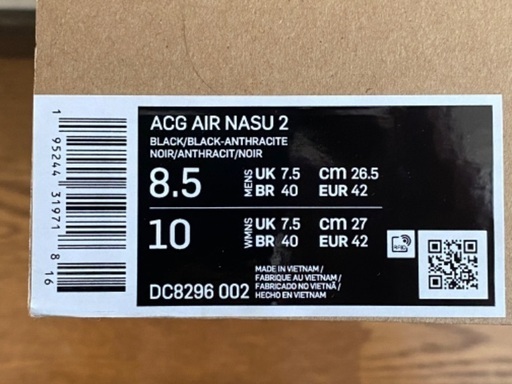 ACG AIR NASU 2
BLACK/BLACK-ANTHRACITE
NOIR/ANTHRACIT/NOIR
8.5 MENS UK 7.5 cm 26.5
BR 40 EUR 42
10 WMNS UK 7.5 cm 27
BR 40 EUR 42
MADE IN VIETNAM /
FABRIQUE AU VIETNAM /
FABRICADO NO VIETNÃ /
DC8296 002 HECHO EN VIETNAM
1 95244 31971 8 16